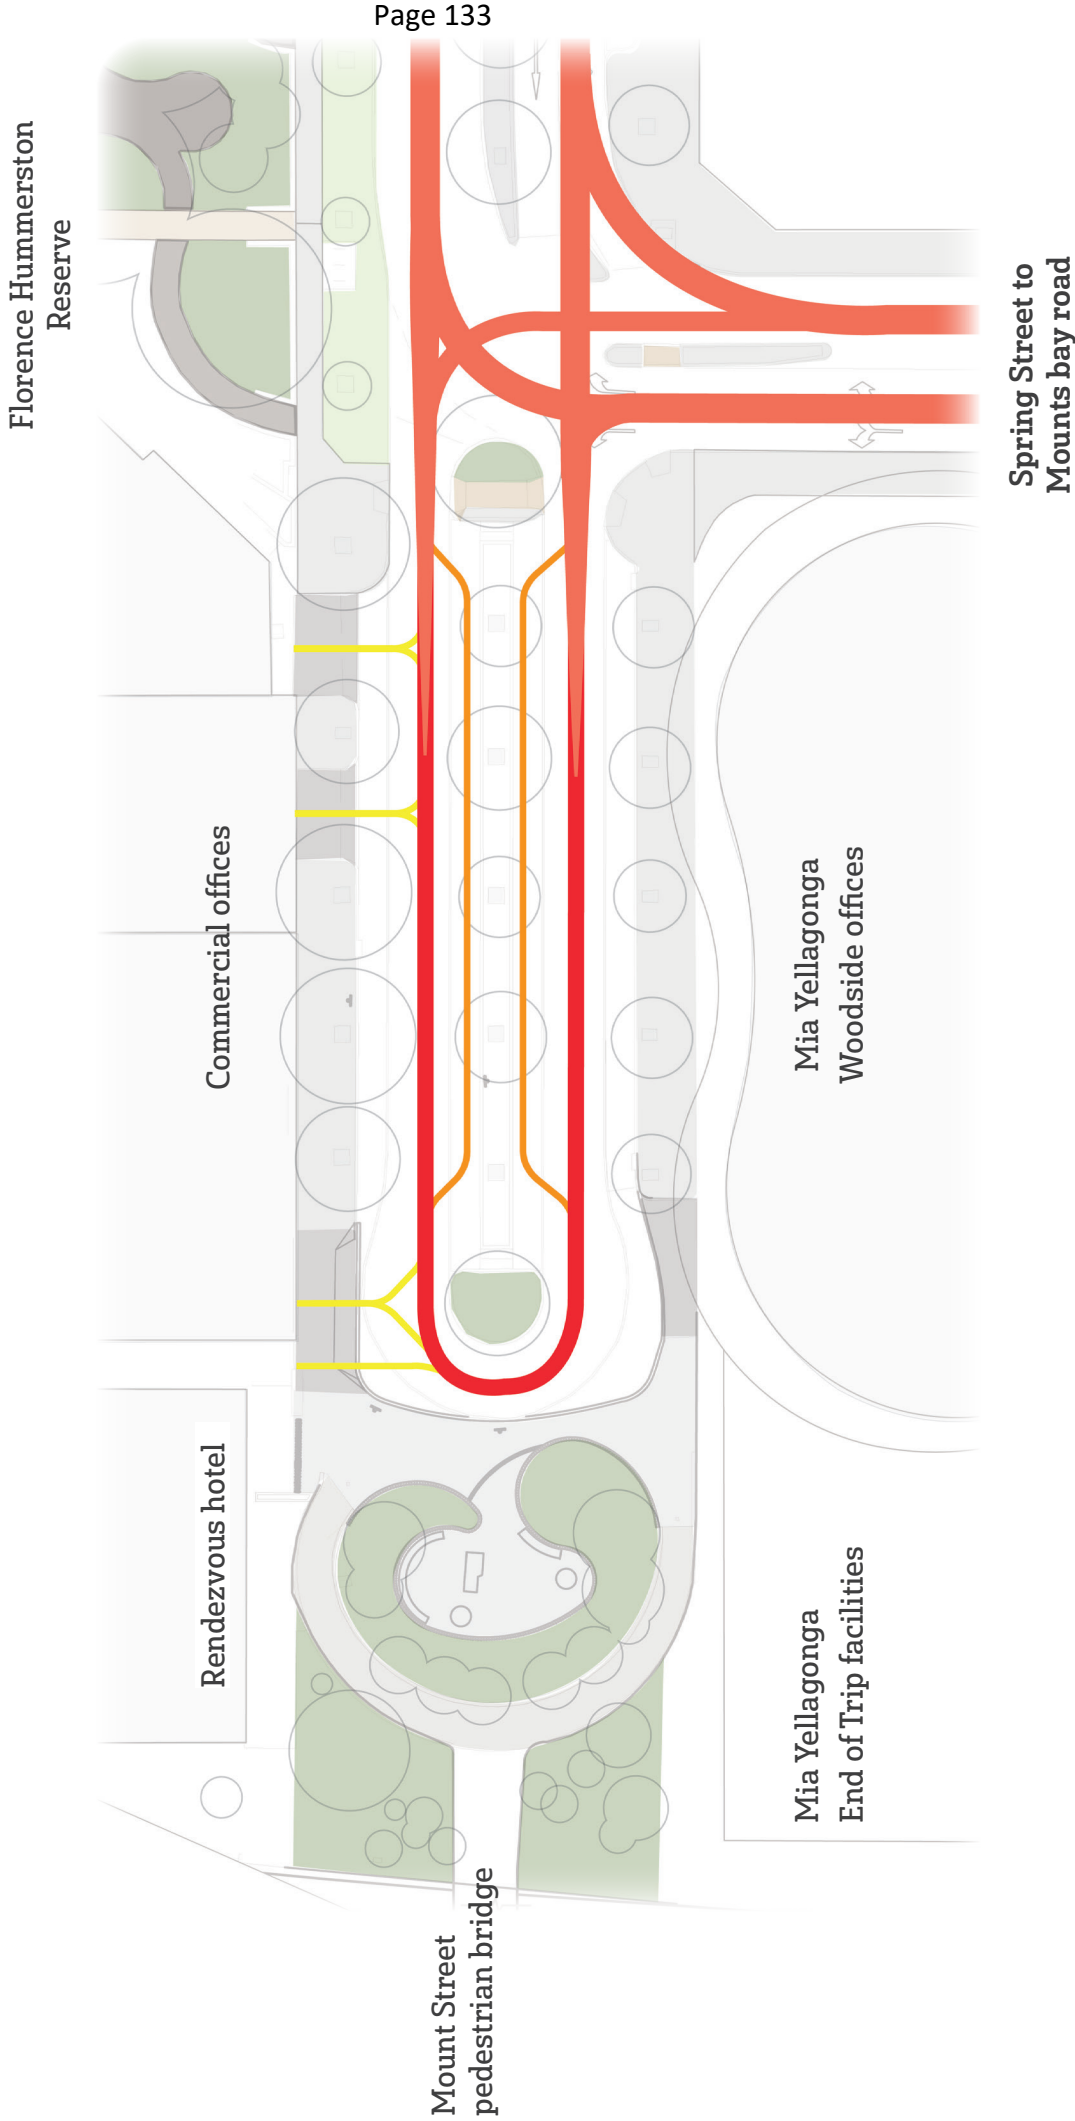 Page 133
Florence Hummerston
Reserve
Spring Street to
Mounts bay road
Commercial offices
Mia Yellagonga
Woodside offices
Rendezvous hotel
Mia Yellagonga
End of Trip facilities
Mount Street
pedestrian bridge